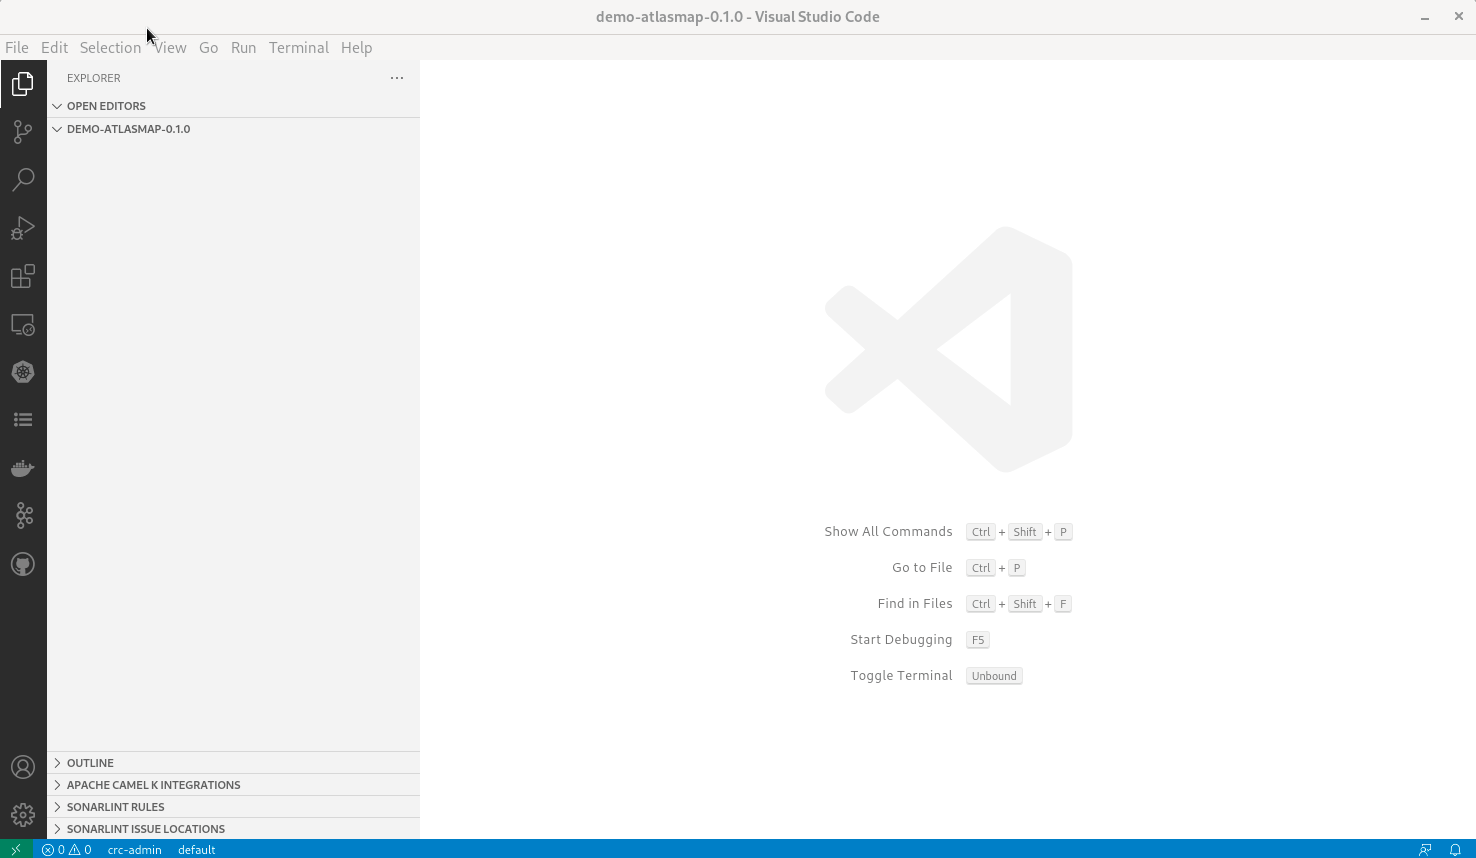 demo-atlasmap-0.1.0 - Visual Studio Code
File Edit Selection View Go Run Terminal Help
EXPLORER
OPEN EDITORS
DEMO-ATLASMAP-0.1.0
Show All Commands Ctrl + Shift + P
Go to File Ctrl + P
Find in Files Ctrl + Shift + F
Start Debugging F5
Toggle Terminal Unbound
OUTLINE
APACHE CAMEL K INTEGRATIONS
SONARLINT RULES
SONARLINT ISSUE LOCATIONS
0 0 crc-admin default